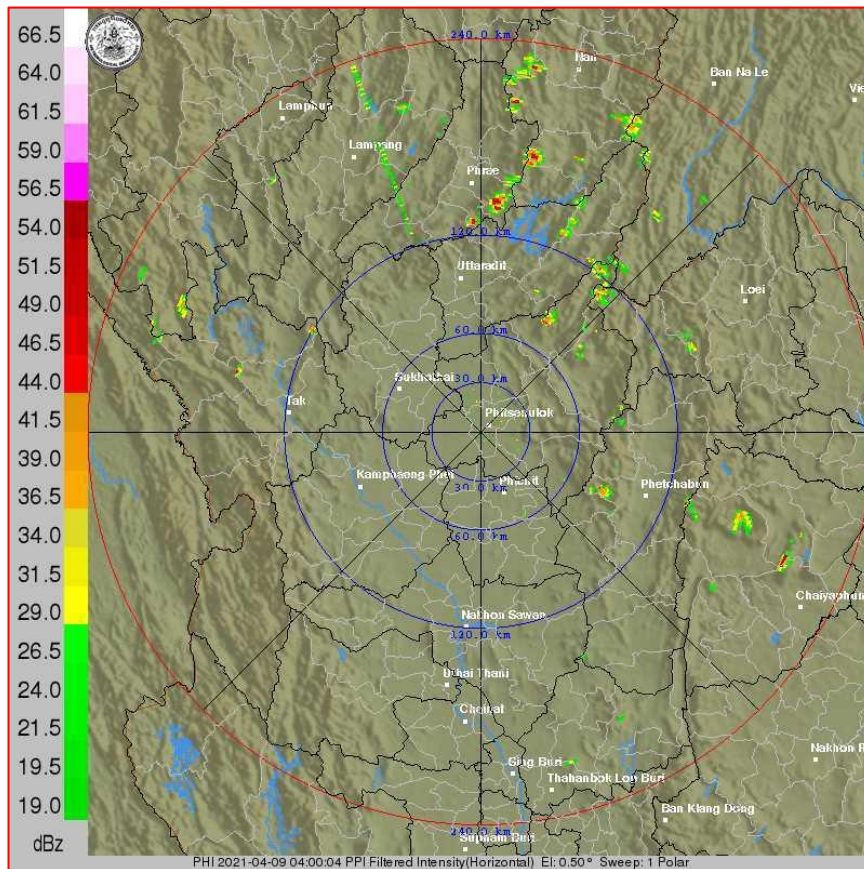 66.5
64.0
61.5
59.0
56.5
54.0
51.5
49.0
46.5
44.0
41.5
39.0
36.5
34.0
31.5
29.0
26.5
24.0
21.5
19.5
19.0
dBz
240.0 km
Nan
Ban Na Le
Vie
Lamphun
Lampang
Phrae
120.0 km
Uttaradit
Loei
60.0 km
30.0 km
Sukhothai
Tak
Phitsanulok
Kamphaeng Phet
Phichit
Phetchabun
30.0 km
60.0 km
Chaiyaphum
Nakhon Sawan
120.0 km
Uthai Thani
Chainat
Sing Buri
Nakhon R
Thahanbok Lop Buri
Ban Klang Dong
240.0 km
Suphan Buri
PHI 2021-04-09 04:00:04 PPI Filtered Intensity(Horizontal) El: 0.50° Sweep: 1 Polar